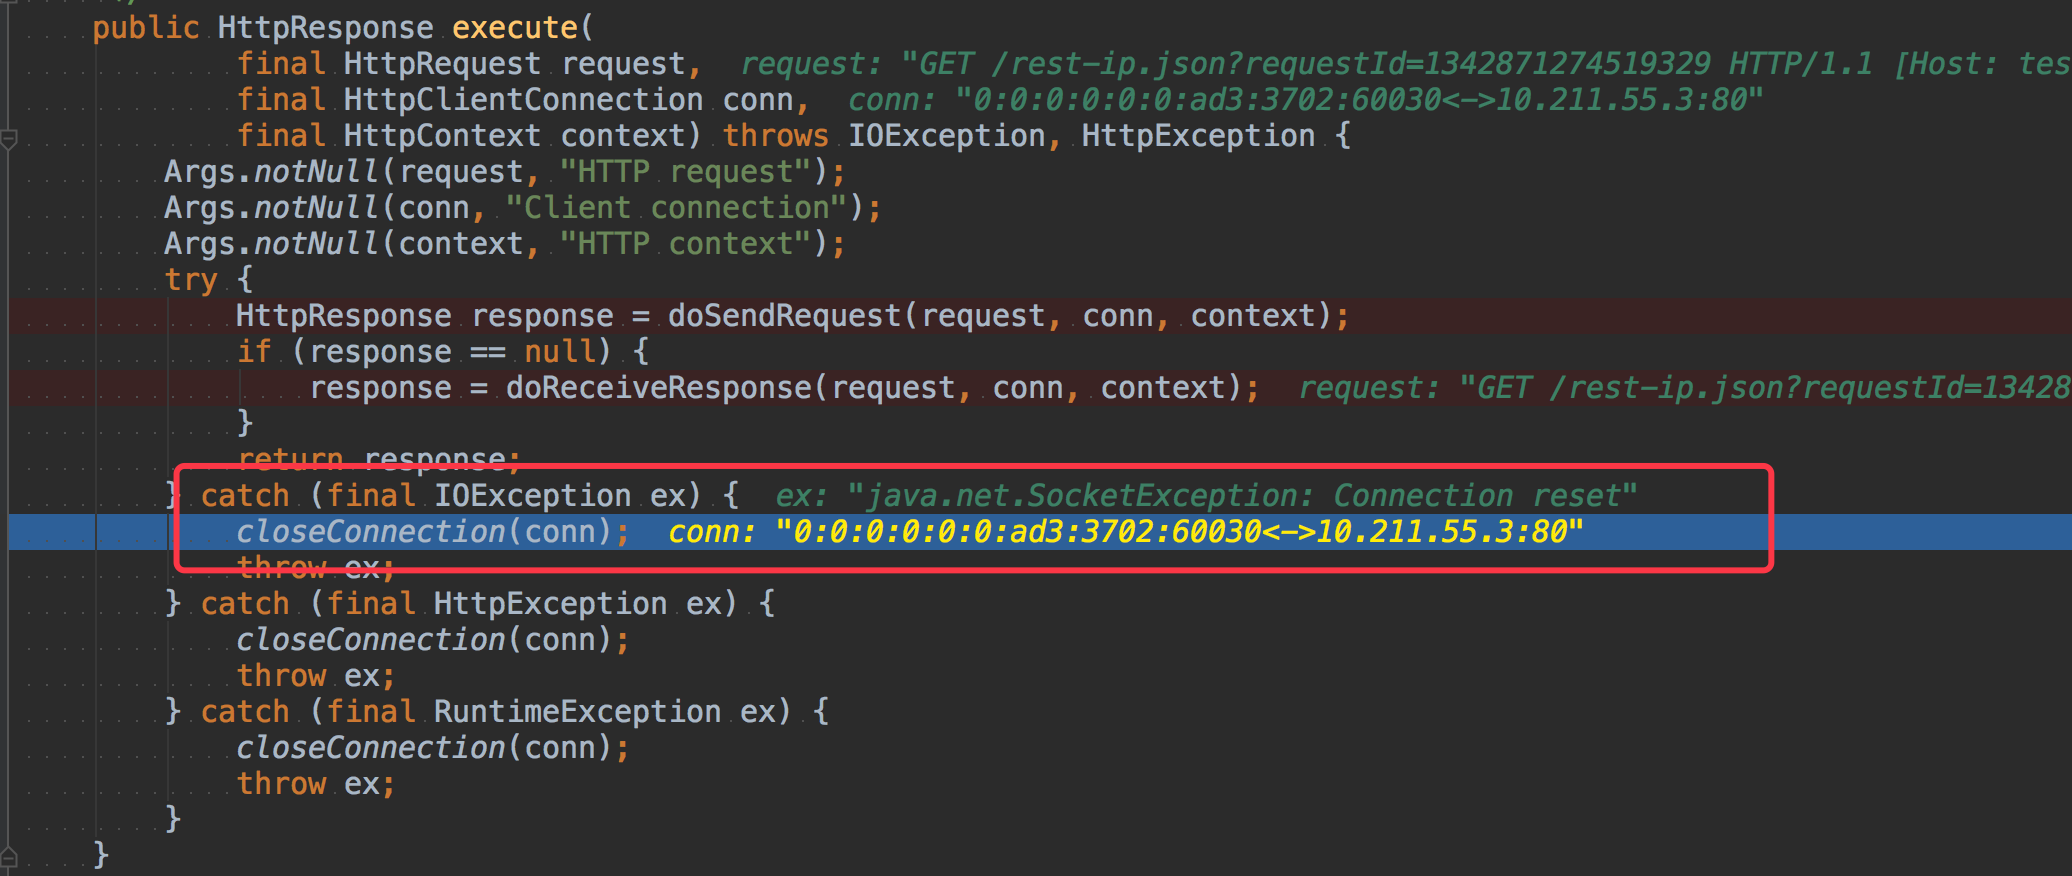 public HttpResponse execute(
final HttpRequest request, request: "GET /rest-ip.json?requestId=1342871274519329 HTTP/1.1 [Host: tes
final HttpClientConnection conn, conn: "0:0:0:0:0:0:ad3:3702:60030<->10.211.55.3:80"
final HttpContext context) throws IOException, HttpException {
Args.notNull(request, "HTTP request");
Args.notNull(conn, "Client connection");
Args.notNull(context, "HTTP context");
try {
HttpResponse response = doSendRequest(request, conn, context);
if (response == null) {
response = doReceiveResponse(request, conn, context); request: "GET /rest-ip.json?requestId=13428
}
return response;
} catch (final IOException ex) { ex: "java.net.SocketException: Connection reset"
closeConnection(conn); conn: "0:0:0:0:0:0:ad3:3702:60030<->10.211.55.3:80"
throw ex;
} catch (final HttpException ex) {
closeConnection(conn);
throw ex;
} catch (final RuntimeException ex) {
closeConnection(conn);
throw ex;
}
}